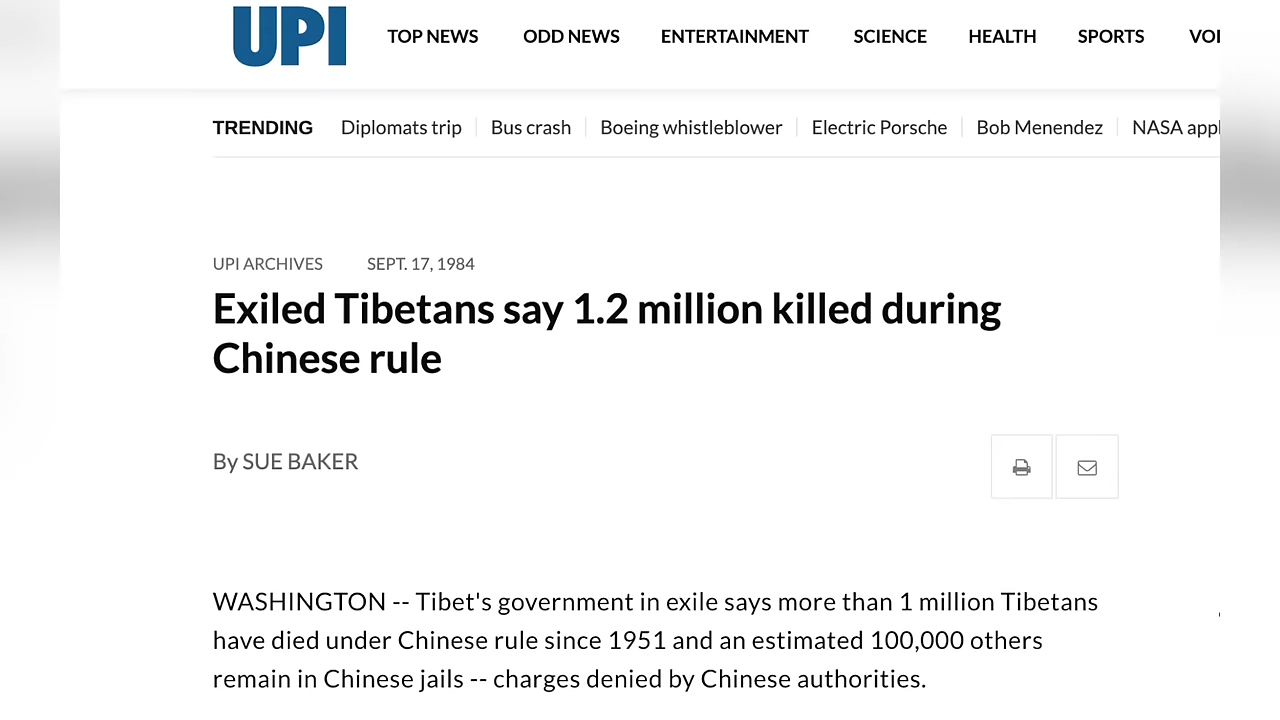 UPI TOP NEWS ODD NEWS ENTERTAINMENT SCIENCE HEALTH SPORTS
TRENDING Diplomats trip Bus crash Boeing whistleblower Electric Porsche Bob Menendez NASA
UPI ARCHIVES SEPT. 17, 1984
Exiled Tibetans say 1.2 million killed during
Chinese rule
By SUE BAKER
WASHINGTON -- Tibet's government in exile says more than 1 million Tibetans
have died under Chinese rule since 1951 and an estimated 100,000 others
remain in Chinese jails -- charges denied by Chinese authorities.